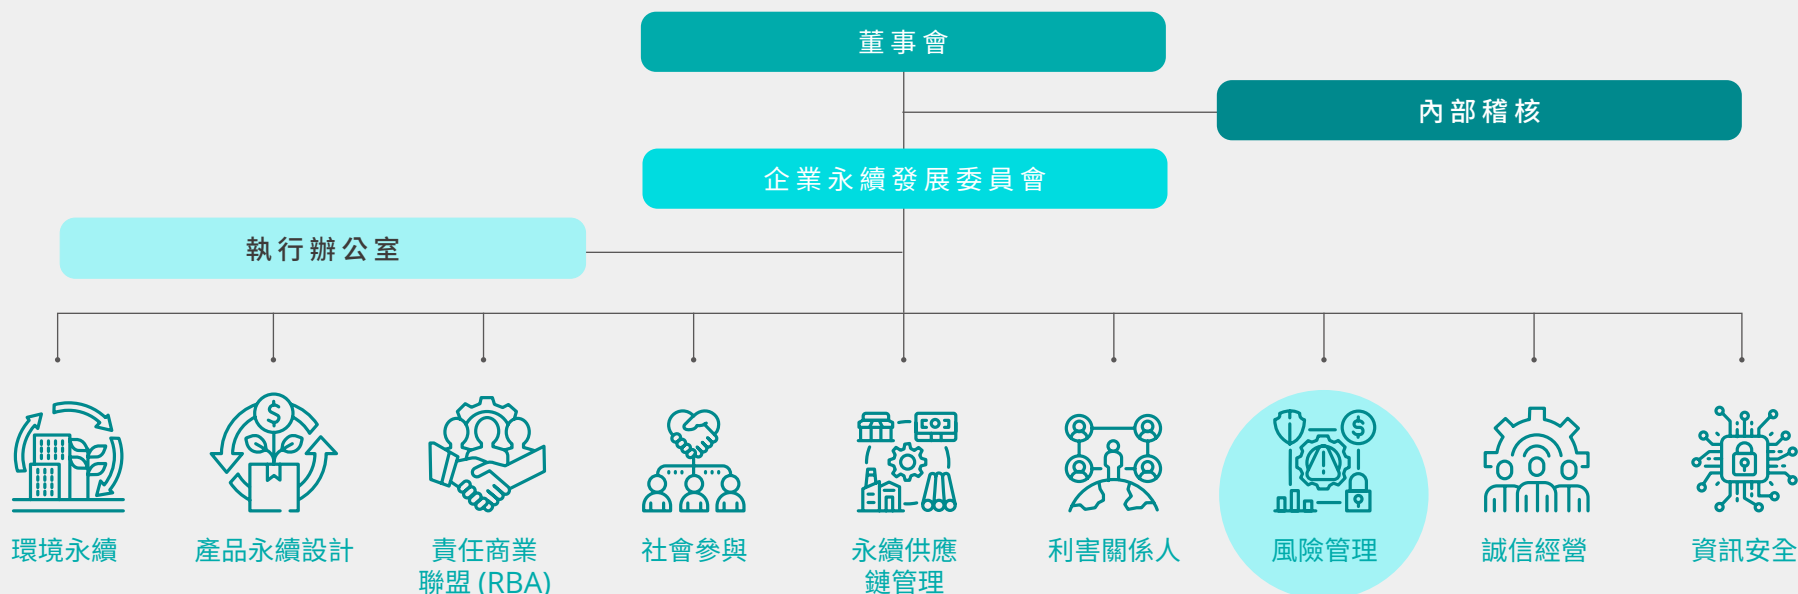 董事會
內部稽核
企業永續發展委員會
執行辦公室
環境永續
產品永續設計
責任商業
聯盟 (RBA)
社會參與
永續供應
鏈管理
利害關係人
風險管理
誠信經營
資訊安全